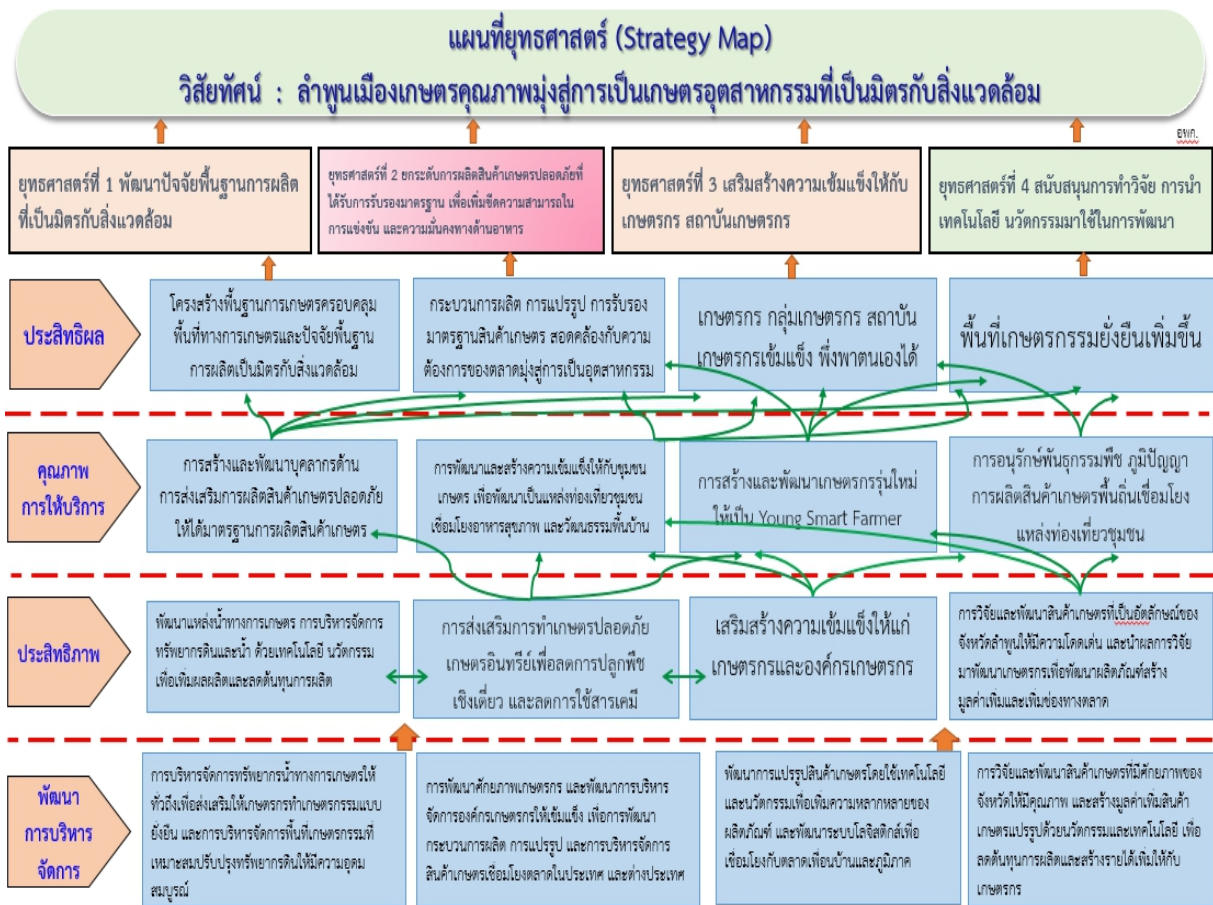 แผนที่ยุทธศาสตร์ (Strategy Map)
วิสัยทัศน์ : ลำพูนเมืองเกษตรคุณภาพมุ่งสู่การเป็นเกษตรอุตสาหกรรมที่เป็นมิตรกับสิ่งแวดล้อม
อพก.
ยุทธศาสตร์ที่ 1 พัฒนาปัจจัยพื้นฐานการผลิต
ที่เป็นมิตรกับสิ่งแวดล้อม
ยุทธศาสตร์ที่ 2 ยกระดับการผลิตสินค้าเกษตรปลอดภัยที่
ได้รับการรับรองมาตรฐาน เพื่อเพิ่มขีดความสามารถใน
การแข่งขัน และความมั่นคงทางด้านอาหาร
ยุทธศาสตร์ที่ 3 เสริมสร้างความเข้มแข็งให้กับ
เกษตรกร สถาบันเกษตรกร
ยุทธศาสตร์ที่ 4 สนับสนุนการทำวิจัย การนำ
เทคโนโลยี นวัตกรรมมาใช้ในการพัฒนา
ประสิทธิผล
โครงสร้างพื้นฐานการเกษตรครอบคลุม
พื้นที่ทางการเกษตรและปัจจัยพื้นฐาน
การผลิตเป็นมิตรกับสิ่งแวดล้อม
กระบวนการผลิต การแปรรูป การรับรอง
มาตรฐานสินค้าเกษตร สอดคล้องกับความ
ต้องการของตลาดมุ่งสู่การเป็นอุตสาหกรรม
เกษตรกร กลุ่มเกษตรกร สถาบัน
เกษตรกรเข้มแข็ง พึ่งพาตนเองได้
พื้นที่เกษตรกรรมยั่งยืนเพิ่มขึ้น
คุณภาพ
การให้บริการ
การสร้างและพัฒนาบุคลากรด้าน
การส่งเสริมการผลิตสินค้าเกษตรปลอดภัย
ให้ได้มาตรฐานการผลิตสินค้าเกษตร
การพัฒนาและสร้างความเข้มแข็งให้กับชุมชน
เกษตร เพื่อพัฒนาเป็นแหล่งท่องเที่ยวชุมชน
เชื่อมโยงอาหารสุขภาพ และวัฒนธรรมพื้นบ้าน
การสร้างและพัฒนาเกษตรกรรุ่นใหม่
ให้เป็น Young Smart Farmer
การอนุรักษ์พันธุกรรมพืช ภูมิปัญญา
การผลิตสินค้าเกษตรพื้นถิ่นเชื่อมโยง
แหล่งท่องเที่ยวชุมชน
ประสิทธิภาพ
พัฒนาแหล่งน้ำทางการเกษตร การบริหารจัดการ
ทรัพยากรดินและน้ำ ด้วยเทคโนโลยี นวัตกรรม
เพื่อเพิ่มผลผลิตและลดต้นทุนการผลิต
การส่งเสริมการทำเกษตรปลอดภัย
เกษตรอินทรีย์เพื่อลดการปลูกพืช
เชิงเดี่ยว และลดการใช้สารเคมี
เสริมสร้างความเข้มแข็งให้แก่
เกษตรกรและองค์กรเกษตรกร
การวิจัยและพัฒนาสินค้าเกษตรที่เป็นอัตลักษณ์ของ
จังหวัดลำพูนให้มีความโดดเด่น และนำผลการวิจัย
มาพัฒนาเกษตรกรเพื่อพัฒนาผลิตภัณฑ์สร้าง
มูลค่าเพิ่มและเพิ่มช่องทางตลาด
พัฒนา
การบริหาร
จัดการ
การบริหารจัดการทรัพยากรน้ำทางการเกษตรให้
ทั่วถึงเพื่อส่งเสริมให้เกษตรกรทำเกษตรกรรมแบบ
ยั่งยืน และการบริหารจัดการพื้นที่เกษตรกรรมที่
เหมาะสมปรับปรุงทรัพยากรดินให้มีความอุดม
สมบูรณ์
การพัฒนาศักยภาพเกษตรกร และพัฒนาการบริหาร
จัดการองค์กรเกษตรกรให้เข้มแข็ง เพื่อการพัฒนา
กระบวนการผลิต การแปรรูป และการบริหารจัดการ
สินค้าเกษตรเชื่อมโยงตลาดในประเทศ และต่างประเทศ
พัฒนาการแปรรูปสินค้าเกษตรโดยใช้เทคโนโลยี
และนวัตกรรมเพื่อเพิ่มความหลากหลายของ
ผลิตภัณฑ์ และพัฒนาระบบโลจิสติกส์เพื่อ
เชื่อมโยงกับตลาดเพื่อนบ้านและภูมิภาค
การวิจัยและพัฒนาสินค้าเกษตรที่มีศักยภาพของ
จังหวัดให้มีคุณภาพ และสร้างมูลค่าเพิ่มสินค้า
เกษตรแปรรูปด้วยนวัตกรรมและเทคโนโลยี เพื่อ
ลดต้นทุนการผลิตและสร้างรายได้เพิ่มให้กับ
เกษตรกร